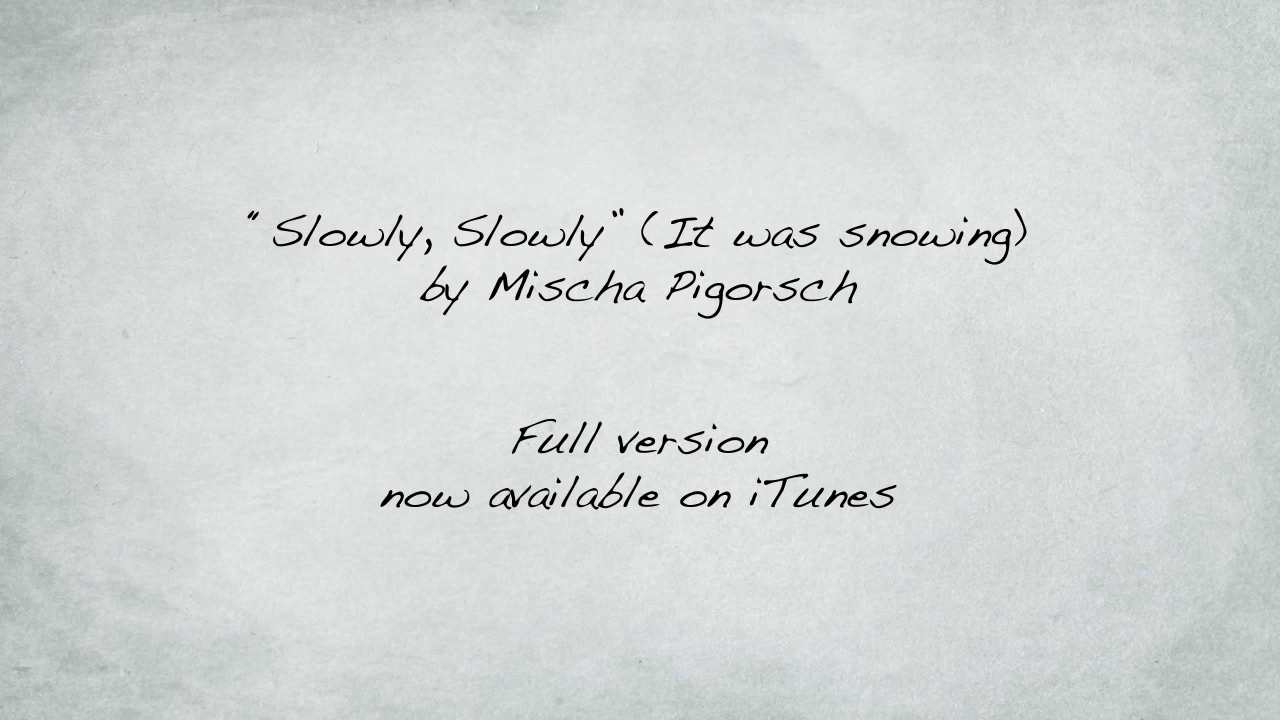 "Slowly, Slowly" (It was snowing)
by Mischa Pigorsch
Full version
now available on iTunes